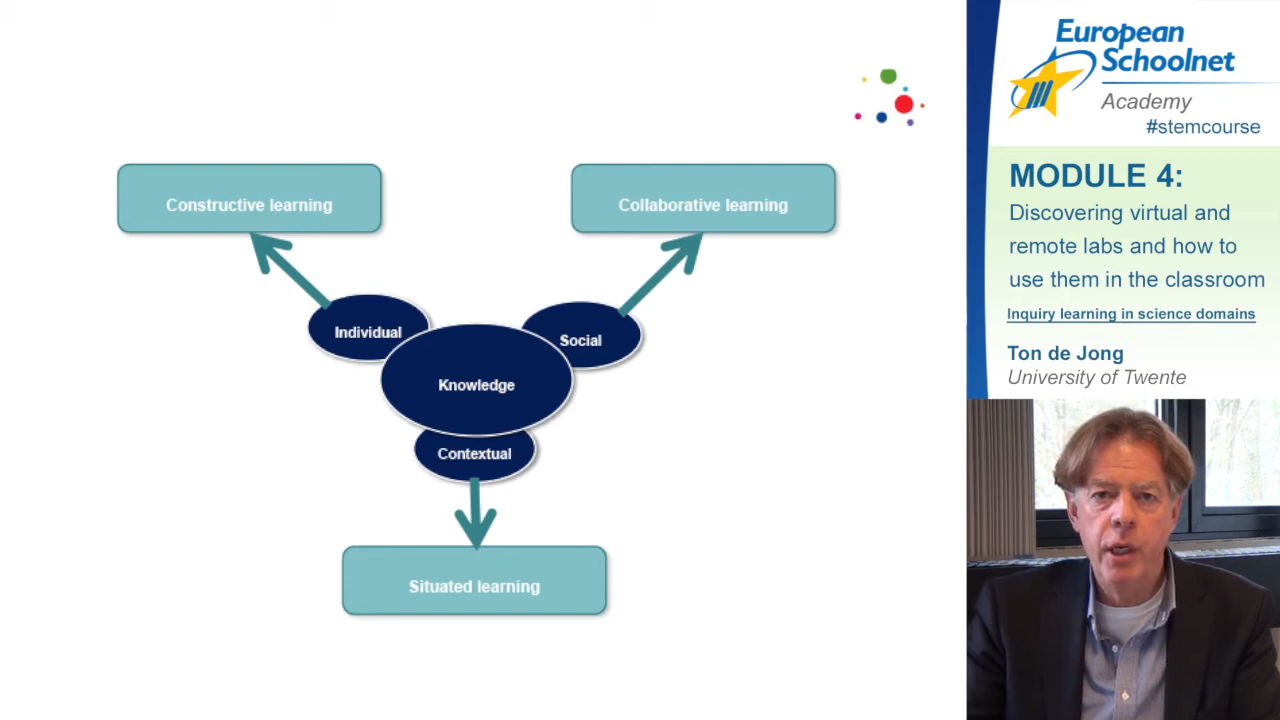 Constructive learning
Collaborative learning
Individual
Social
Knowledge
Contextual
Situated learning
European
Schoolnet
Academy
#stemcourse
MODULE 4:
Discovering virtual and
remote labs and how to
use them in the classroom
Inquiry learning in science domains
Ton de Jong
University of Twente